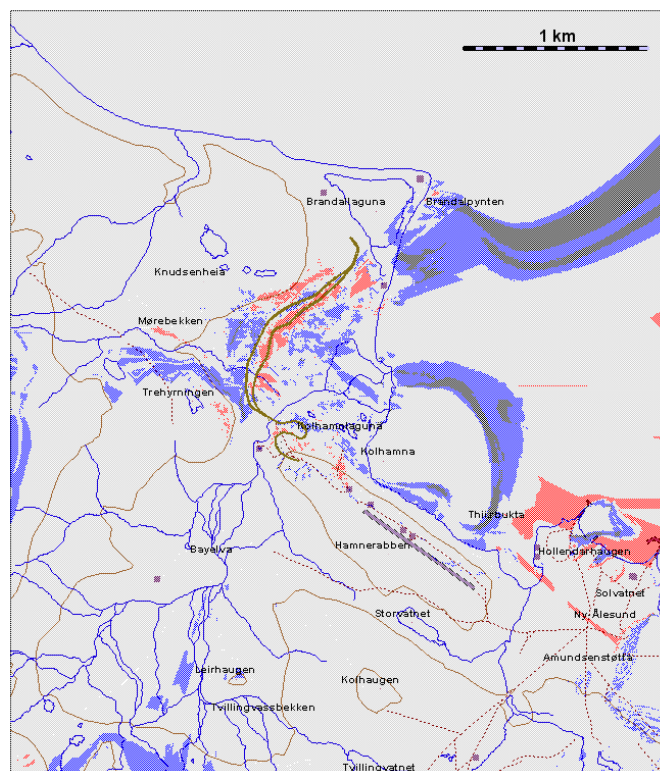 1 km
Brandallaguna
Brandalpynten
Knudsenheia
Mørebekken
Trehyrningen
Kolhamnlaguna
Kolhamna
Thiisbukta
Hamnerabben
Hollendarhaugen
Bayelva
Solvatnet
Storvatnet
Ny-Ålesund
Amundsenstøtta
Leirhaugen
Kolhaugen
Tvillingvassbekken
Tvillingvatnet